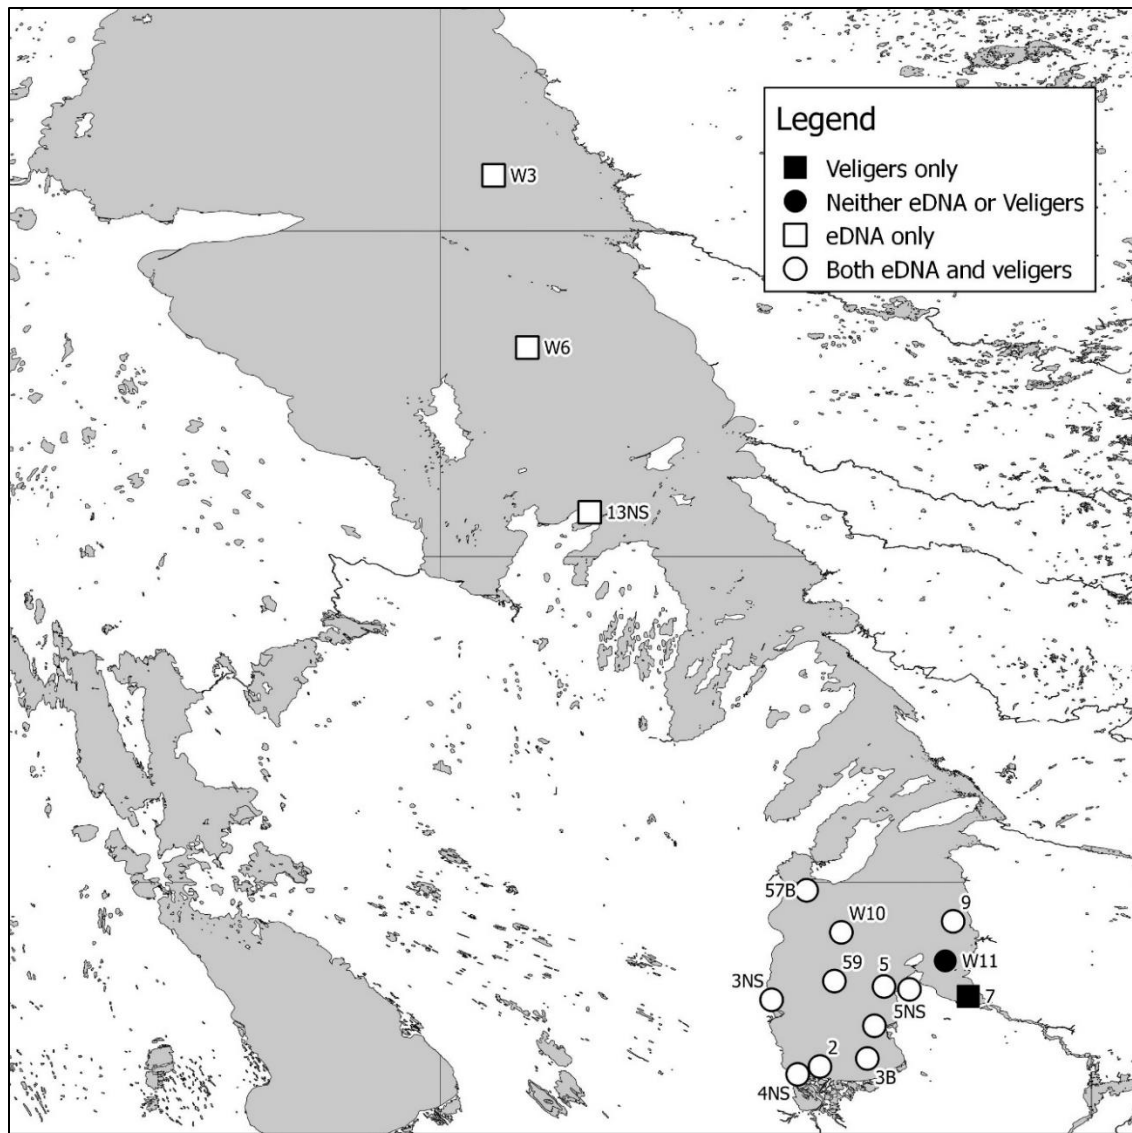 Legend
Veligers only
Neither eDNA or Veligers
eDNA only
Both eDNA and veligers
W3
W6
13NS
57B
9
W10
W11
59
5
3NS
5NS
7
2
3B
4NS